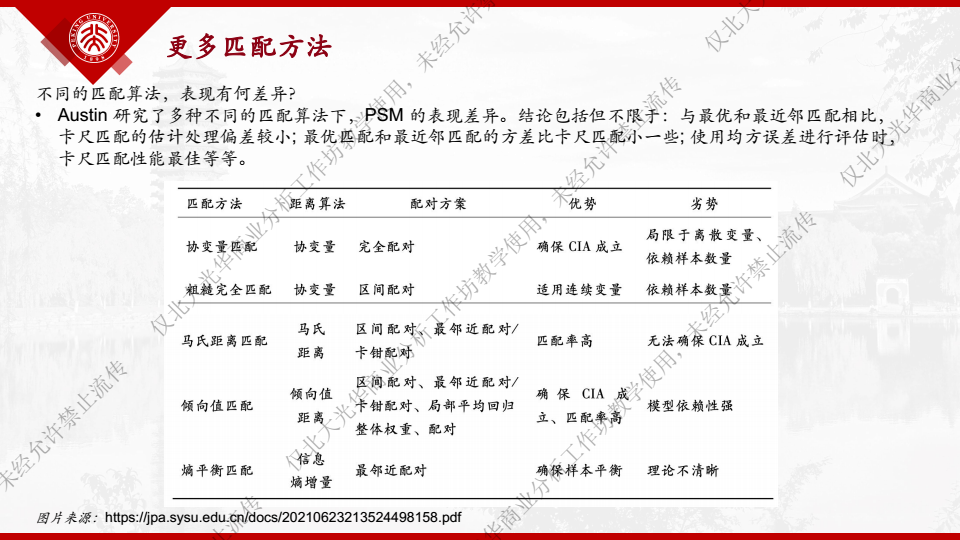 PEKING UNIVERSITY
1898
更多匹配方法
不同的匹配算法，表现有何差异?
• Austin 研究了多种不同的匹配算法下，PSM 的表现差异。结论包括但不限于：与最优和最近邻匹配相比，
卡尺匹配的估计处理偏差较小; 最优匹配和最近邻匹配的方差比卡尺匹配小一些; 使用均方误差进行评估时，
卡尺匹配性能最佳等等。
匹配方法 距离算法 配对方案 优势 劣势
协变量匹配 协变量 完全配对 确保 CIA 成立 局限于离散变量、
依赖样本数量
粗糙完全匹配 协变量 区间配对 适用连续变量 依赖样本数量
马氏距离匹配 马氏
距离 区间配对、最邻近配对/
卡钳配对 匹配率高 无法确保 CIA 成立
倾向值匹配 倾向值
距离 区间配对、最邻近配对/
卡钳配对、局部平均回归
整体权重、配对 确保 CIA 成
立、匹配率高 模型依赖性强
熵平衡匹配 信息
熵增量 最邻近配对 确保样本平衡 理论不清晰
图片来源：https://jpa.sysu.edu.cn/docs/20210623213524498158.pdf
仅北大光华商业分析工作坊教学使用，未经允许禁止流传